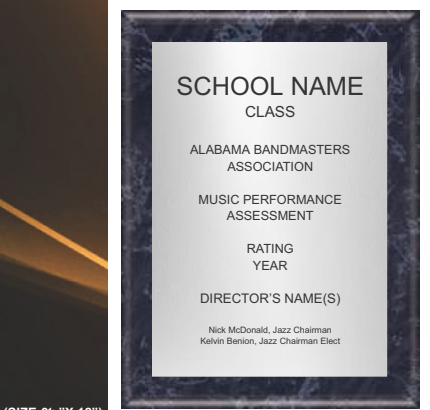 SCHOOL NAME
CLASS
ALABAMA BANDMASTERS
ASSOCIATION
MUSIC PERFORMANCE
ASSESSMENT
RATING
YEAR
DIRECTOR'S NAME(S)
Nick McDonald, Jazz Chairman
Kelvin Benion, Jazz Chairman Elect